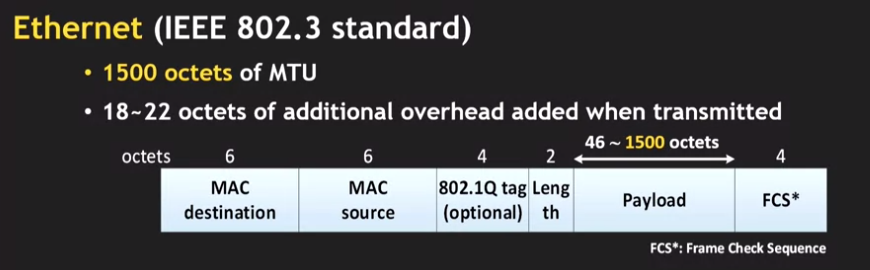 Ethernet (IEEE 802.3 standard)
• 1500 octets of MTU
• 18~22 octets of additional overhead added when transmitted
46 ~ 1500 octets
octets 6 6 4 2 4
MAC destination
MAC source
802.1Q tag (optional)
Leng
th
Payload
FCS*
FCS*: Frame Check Sequence